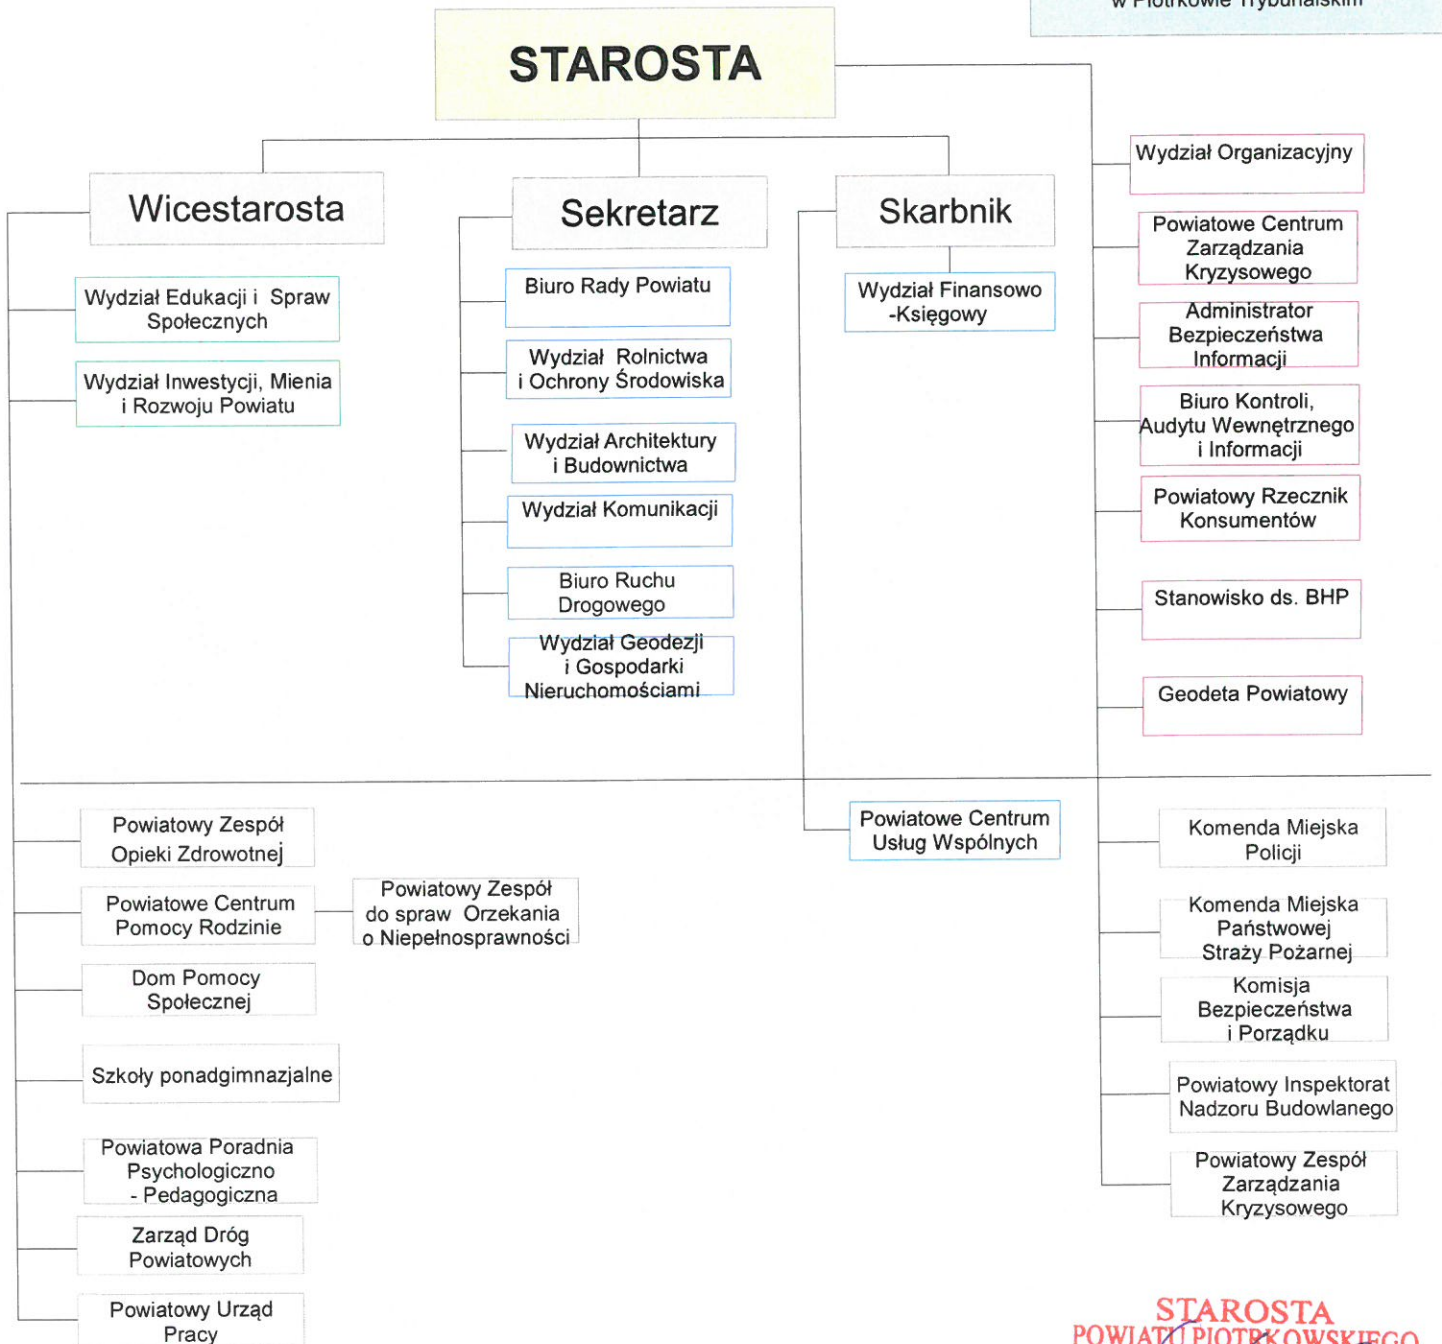 w Piotrkowie Trybunalskim
STAROSTA
Wicestarosta
Wydział Edukacji i Spraw
Społecznych
Wydział Inwestycji, Mienia
i Rozwoju Powiatu
Sekretarz
Biuro Rady Powiatu
Wydział Rolnictwa
i Ochrony Środowiska
Wydział Architektury
i Budownictwa
Wydział Komunikacji
Biuro Ruchu
Drogowego
Wydział Geodezji
i Gospodarki
Nieruchomościami
Skarbnik
Wydział Finansowo
-Księgowy
Wydział Organizacyjny
Powiatowe Centrum
Zarządzania
Kryzysowego
Administrator
Bezpieczeństwa
Informacji
Biuro Kontroli,
Audytu Wewnętrznego
i Informacji
Powiatowy Rzecznik
Konsumentów
Stanowisko ds. BHP
Geodeta Powiatowy
Powiatowy Zespół
Opieki Zdrowotnej
Powiatowe Centrum
Pomocy Rodzinie
Powiatowy Zespół
do spraw Orzekania
o Niepełnosprawności
Dom Pomocy
Społecznej
Szkoły ponadgimnazjalne
Powiatowa Poradnia
Psychologiczno
- Pedagogiczna
Zarząd Dróg
Powiatowych
Powiatowy Urząd
Pracy
Powiatowe Centrum
Usług Wspólnych
Komenda Miejska
Policji
Komenda Miejska
Państwowej
Straży Pożarnej
Komisja
Bezpieczeństwa
i Porządku
Powiatowy Inspektorat
Nadzoru Budowlanego
Powiatowy Zespół
Zarządzania
Kryzysowego
STAROSTA
POWIATU PIOTRKOWSKIEGO